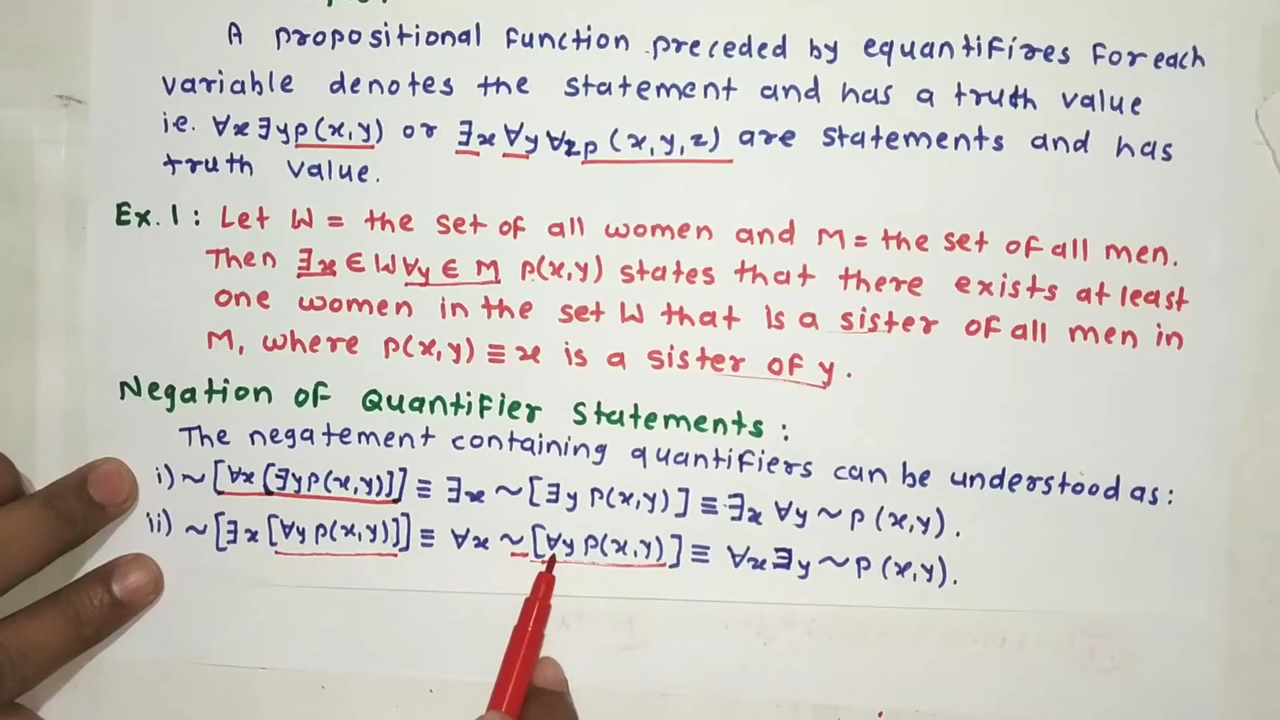 A propositional function preceded by equantifires for each
variable denotes the statement and has a truth value
i.e. ∀x∃yp(x,y) or ∃x∀y∀zp(x,y,z) are statements and has
truth value.
Ex.1: Let W = the set of all women and M = the set of all men.
Then ∃x∈W∀y∈M p(x,y) states that there exists at least
one women in the set W that is a sister of all men in
M, where p(x,y) ≡ x is a sister of y.
Negation of Quantifier Statements:
The negatement containing quantifiers can be understood as:
i) ~[∀x[∃yp(x,y)]] ≡ ∃x ~[∃y p(x,y)] ≡ ∃x ∀y ~p(x,y).
ii) ~[∃x[∀y p(x,y)]] ≡ ∀x ~[∀y p(x,y)] ≡ ∀x∃y ~p(x,y).